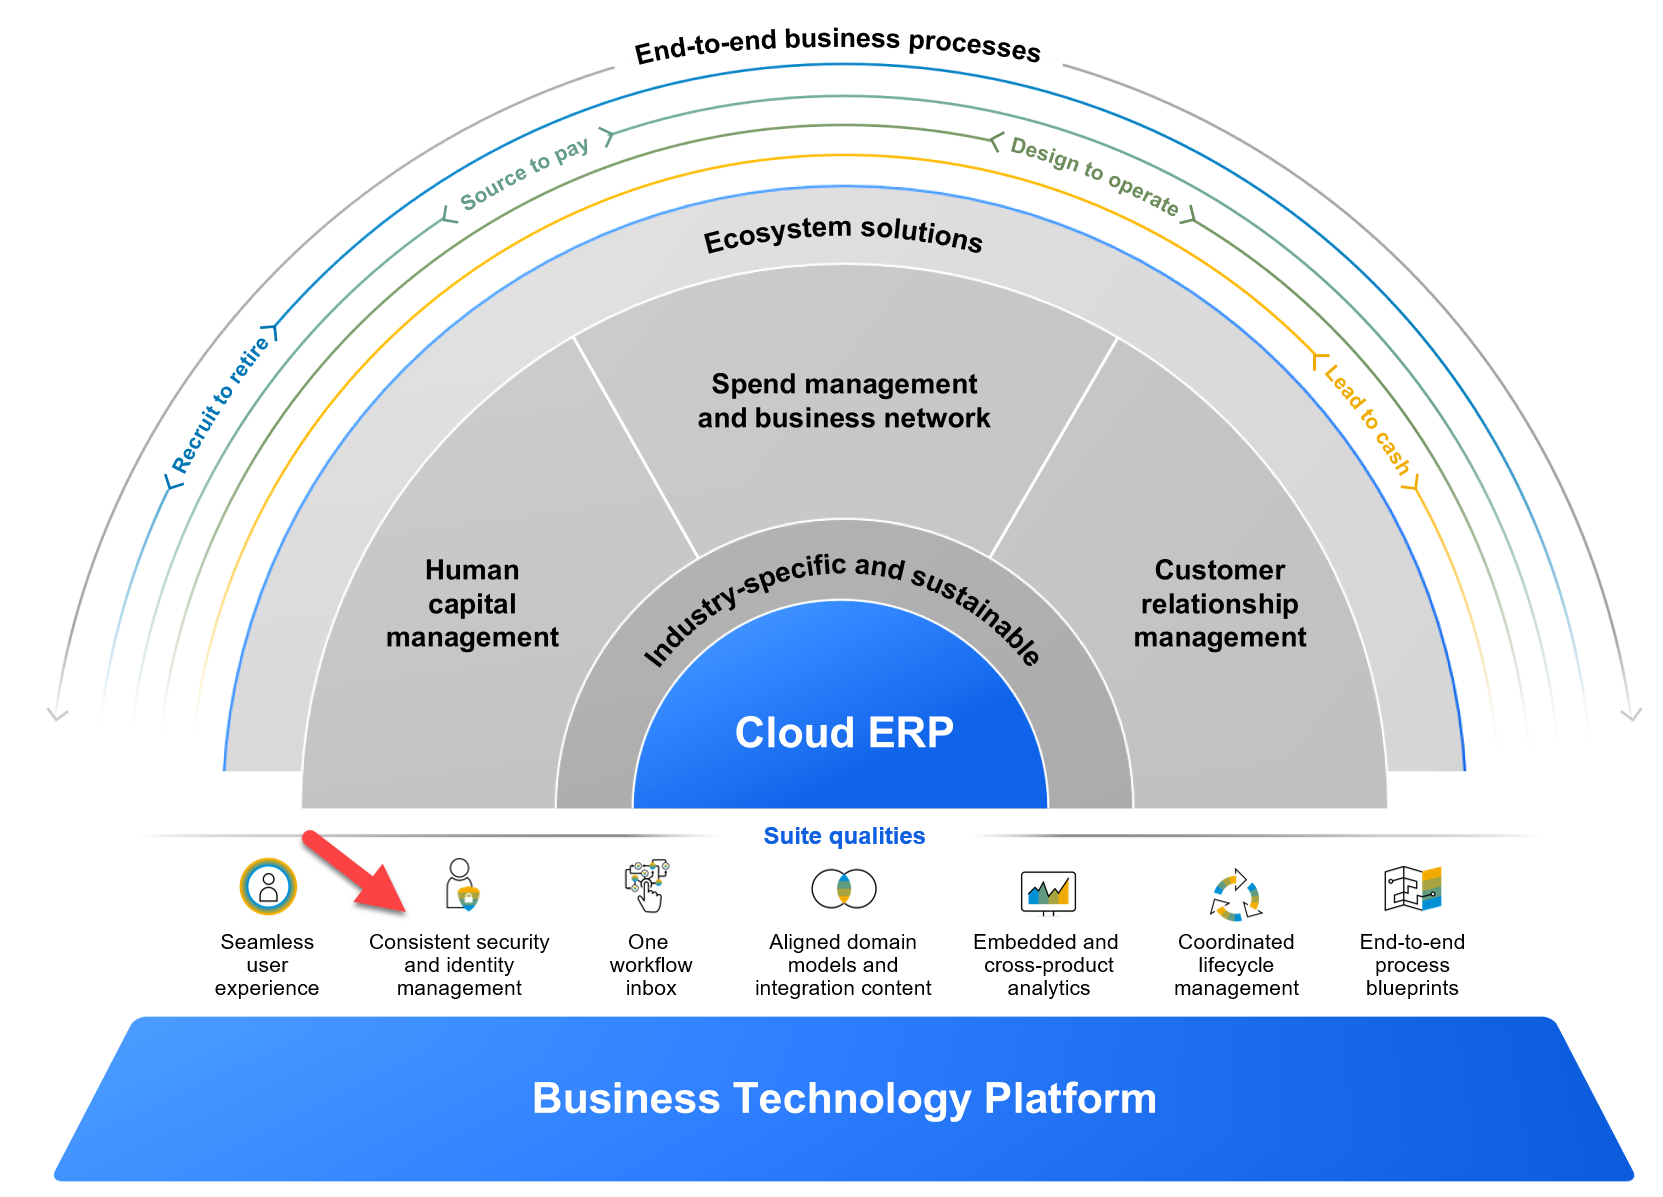 End-to-end business processes
Source to pay
Design to operate
Recruit to retire
Lead to cash
Ecosystem solutions
Spend management
and business network
Human
capital
management
Customer
relationship
management
Industry-specific and sustainable
Cloud ERP
Suite qualities
Seamless
user
experience
Consistent security
and identity
management
One
workflow
inbox
Aligned domain
models and
integration content
Embedded and
cross-product
analytics
Coordinated
lifecycle
management
End-to-end
process
blueprints
Business Technology Platform